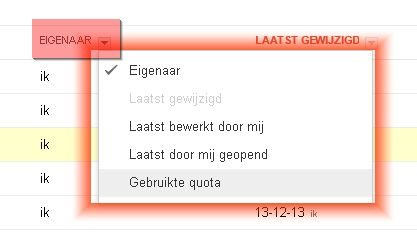 EIGENAAR LAATST GEWIJZIGD
ik Eigenaar
Laatst gewijzigd
ik
Laatst bewerkt door mij
ik
Laatst door mij geopend
ik Gebruikte quota
ik 13-12-13 ik